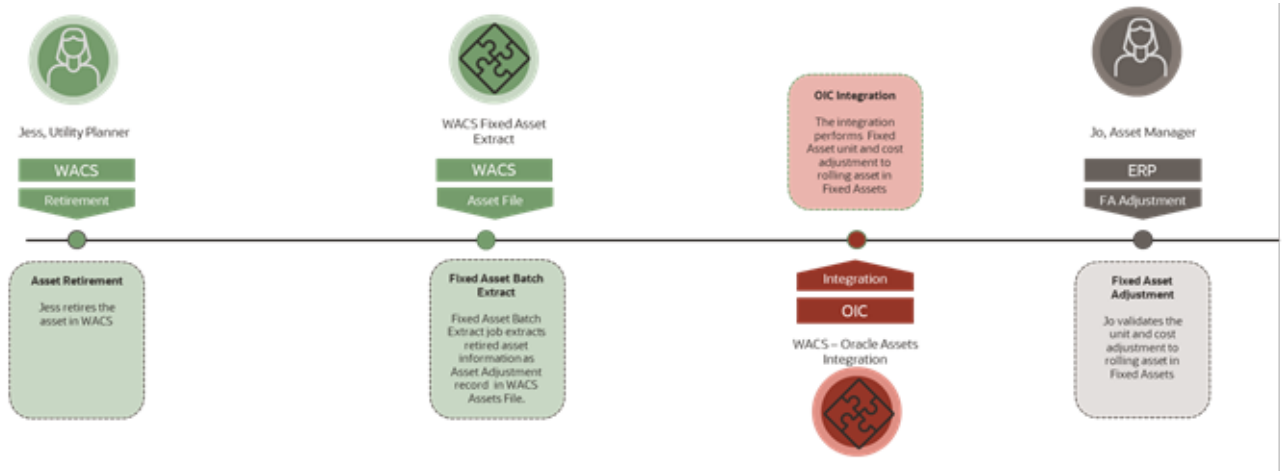 Jess, Utility Planner
WACS
Retirement
Asset Retirement
Jess retires the
asset in WACS
WACS Fixed Asset
Extract
WACS
Asset File
Fixed Asset Batch
Extract
Fixed Asset Batch
Extract job extracts
retired asset
information as
Asset Adjustment
record in WACS
Assets File.
OIC Integration
The integration
performs Fixed
Asset unit and cost
adjustment to
rolling asset in
Fixed Assets
Integration
OIC
WACS – Oracle Assets
Integration
Jo, Asset Manager
ERP
FA Adjustment
Fixed Asset
Adjustment
Jo validates the
unit and cost
adjustment to
rolling asset in
Fixed Assets